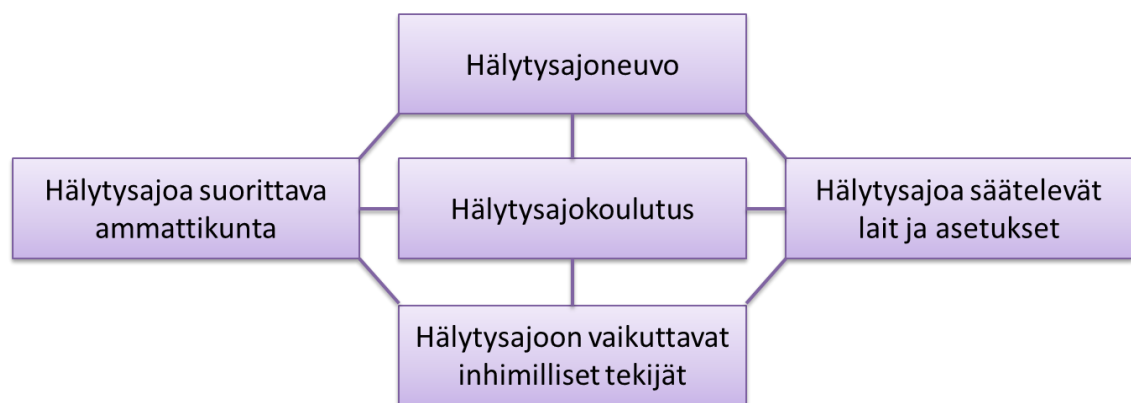 Hälytysajoneuvo
Hälytysajoa suorittava
ammattikunta
Hälytysajokoulutus
Hälytysajoa säätelevät
lait ja asetukset
Hälytysajoon vaikuttavat
inhimilliset tekijät